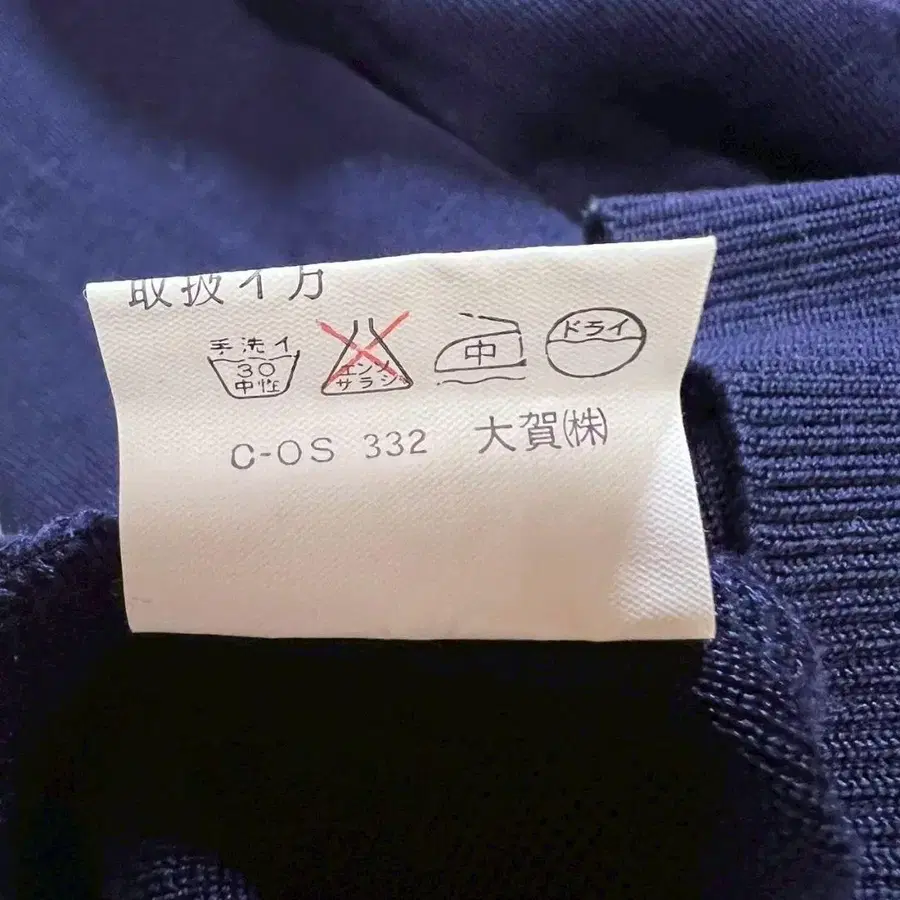 取扱イ方
手洗イ
30
中性
エンソ
サラシ
中
ドライ
C-OS 332 大賀㈱